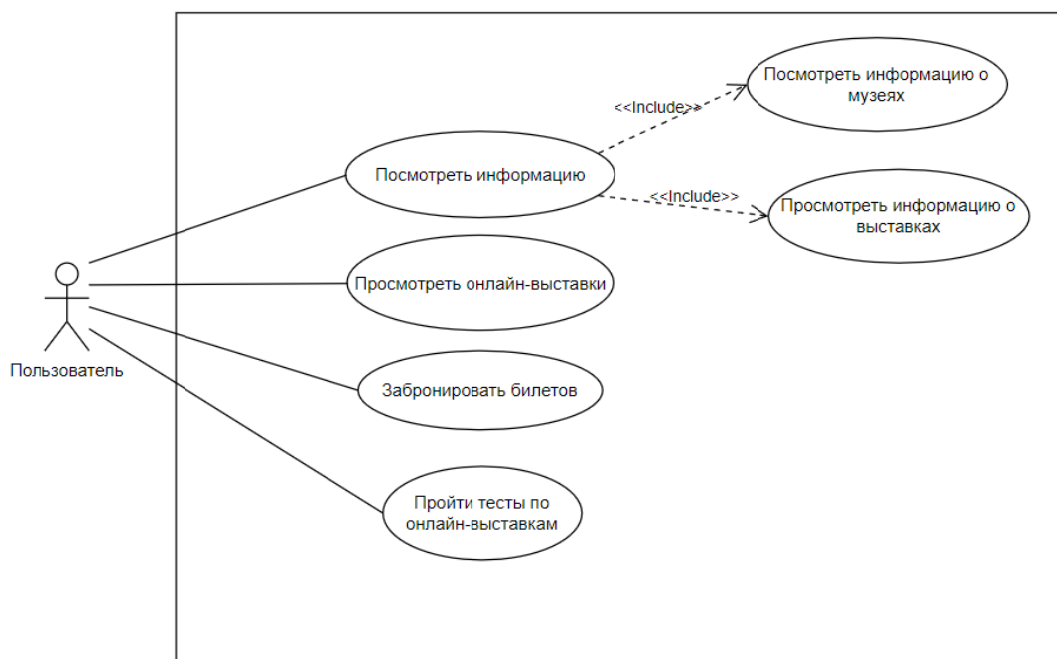 Посмотреть информацию о
музеях
<<Include>>
Посмотреть информацию
<<Include>>
Просмотреть информацию о
выставках
Просмотреть онлайн-выставки
Пользователь
Забронировать билетов
Пройти тесты по
онлайн-выставкам